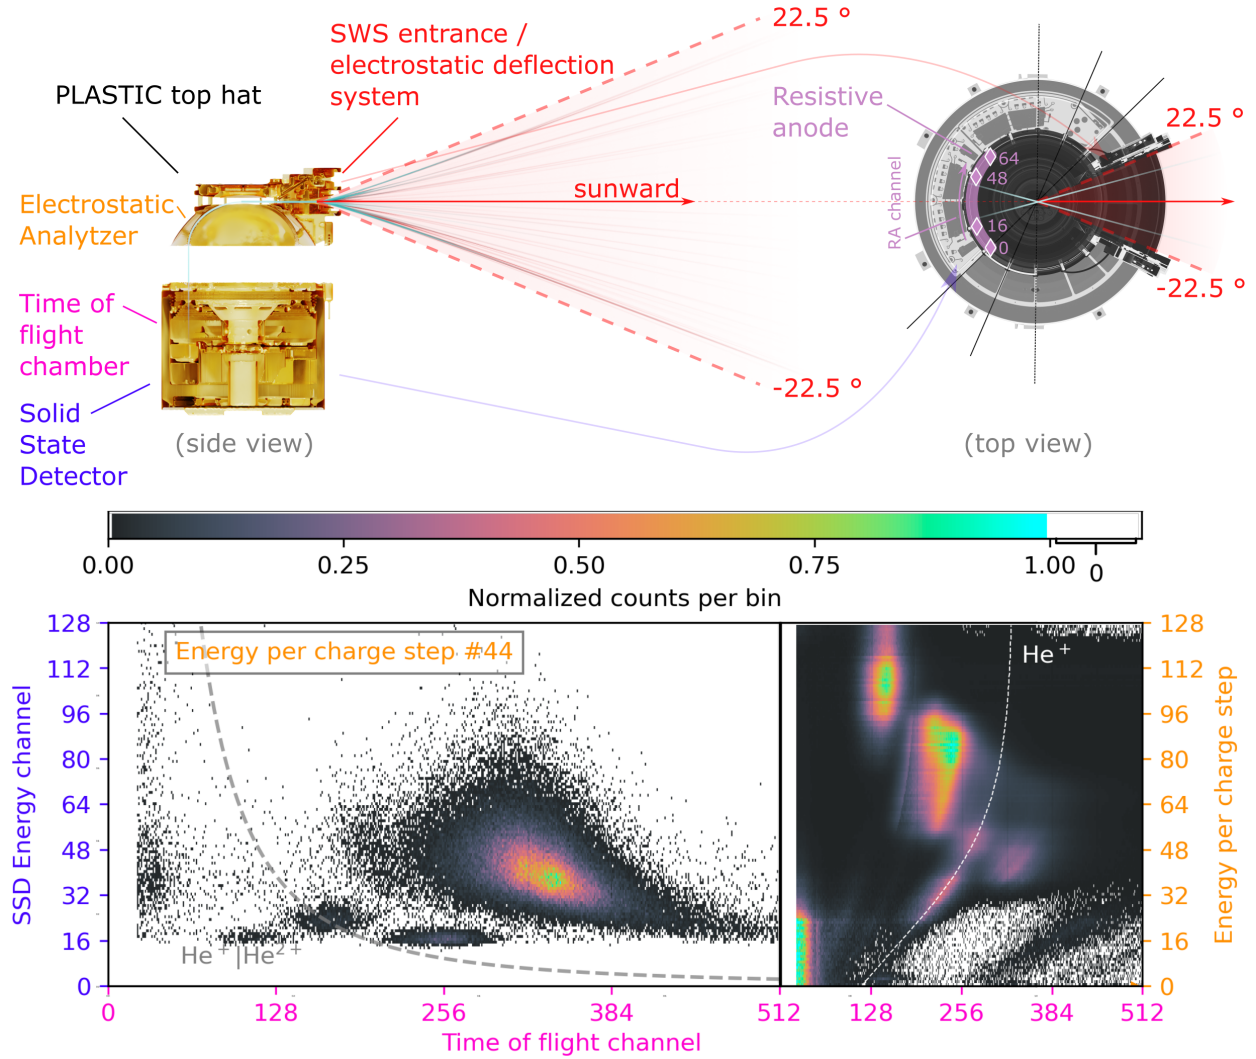 22.5 °
SWS entrance /
electrostatic deflection
system
PLASTIC top hat
Resistive
anode
22.5 °
64
48
RA channel
sunward
Electrostatic
Analytzer
16
0
-22.5 °
Time of
flight
chamber
-22.5 °
Solid
State
Detector
(side view)
(top view)
0.00 0.25 0.50 0.75 1.00 0
Normalized counts per bin
128 128
Energy per charge step #44
He+
112 112
96 96
80 80
64 64
48 48
32 32
16 16
He+|He2+
0 0
SSD Energy channel
Energy per charge step
0 128 256 384 512 128 256 384 512
Time of flight channel